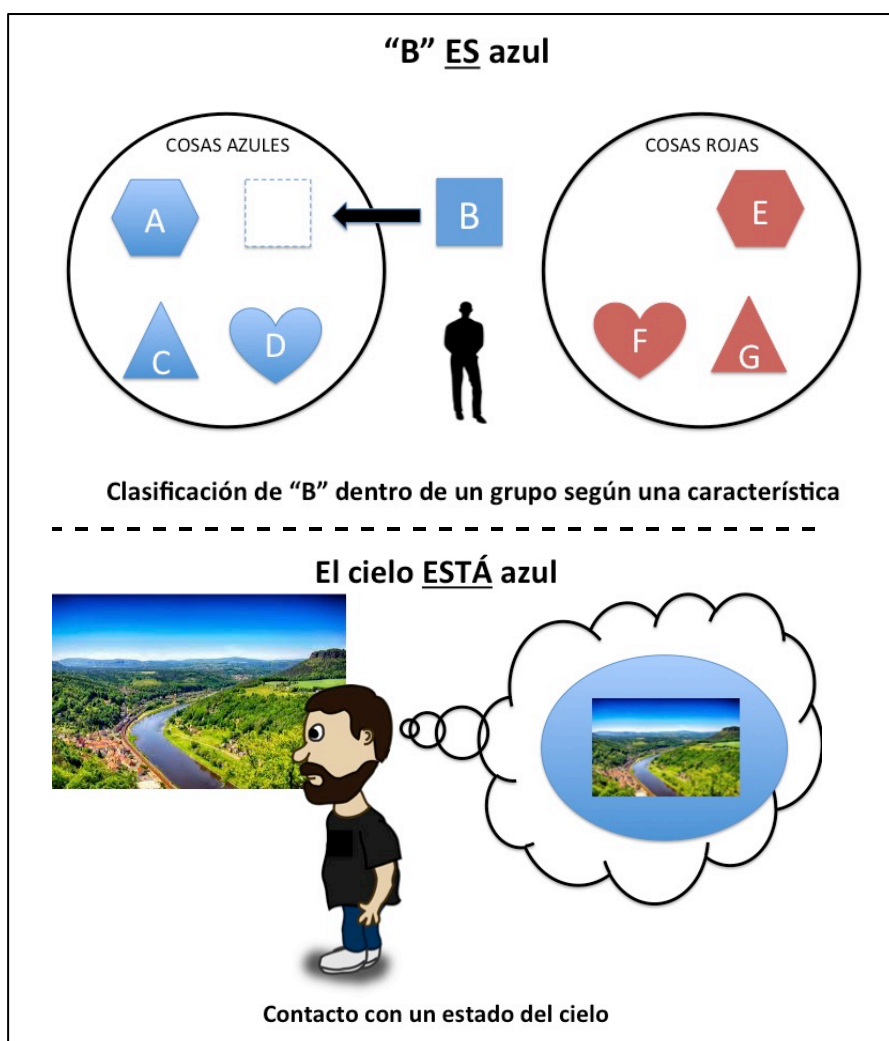 “B” ES azul
COSAS AZULES
COSAS ROJAS
A
B
E
C
D
F
G
Clasificación de “B” dentro de un grupo según una característica
El cielo ESTÁ azul
Contacto con un estado del cielo